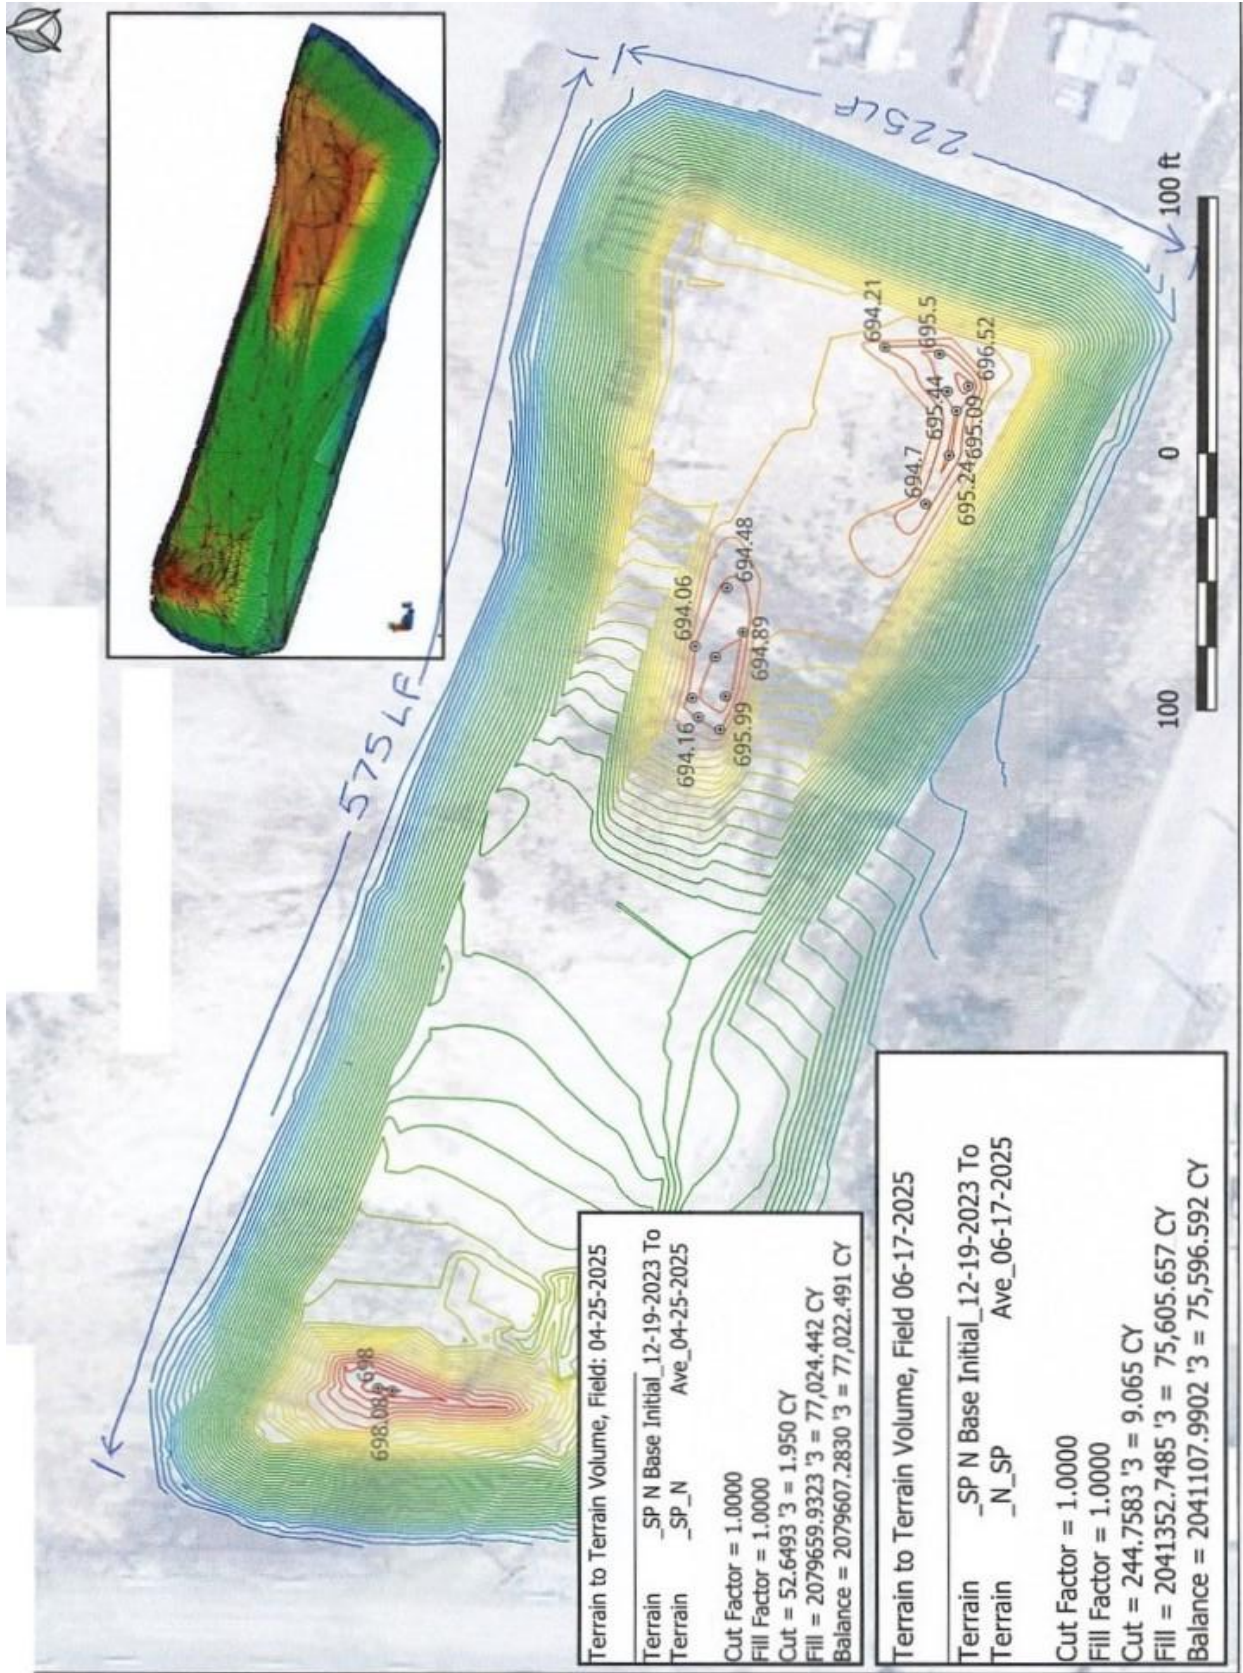 575 LF
225 LF
694.21
695.5
696.52
695.44
695.09
694.7
695.24
694.48
694.06
694.89
694.16
695.99
698
698.08
100
0
100 ft
Terrain to Terrain Volume, Field: 04-25-2025
Terrain _SP N Base Initial_12-19-2023 To
Terrain _SP_N Ave_04-25-2025
Cut Factor = 1.0000
Fill Factor = 1.0000
Cut = 52.6493 '3 = 1.950 CY
Fill = 2079659.9323 '3 = 77,024.442 CY
Balance = 2079607.2830 '3 = 77,022.491 CY
Terrain to Terrain Volume, Field 06-17-2025
Terrain _SP N Base Initial_12-19-2023 To
Terrain _N_SP Ave_06-17-2025
Cut Factor = 1.0000
Fill Factor = 1.0000
Cut = 244.7583 '3 = 9.065 CY
Fill = 2041352.7485 '3 = 75,605.657 CY
Balance = 2041107.9902 '3 = 75,596.592 CY